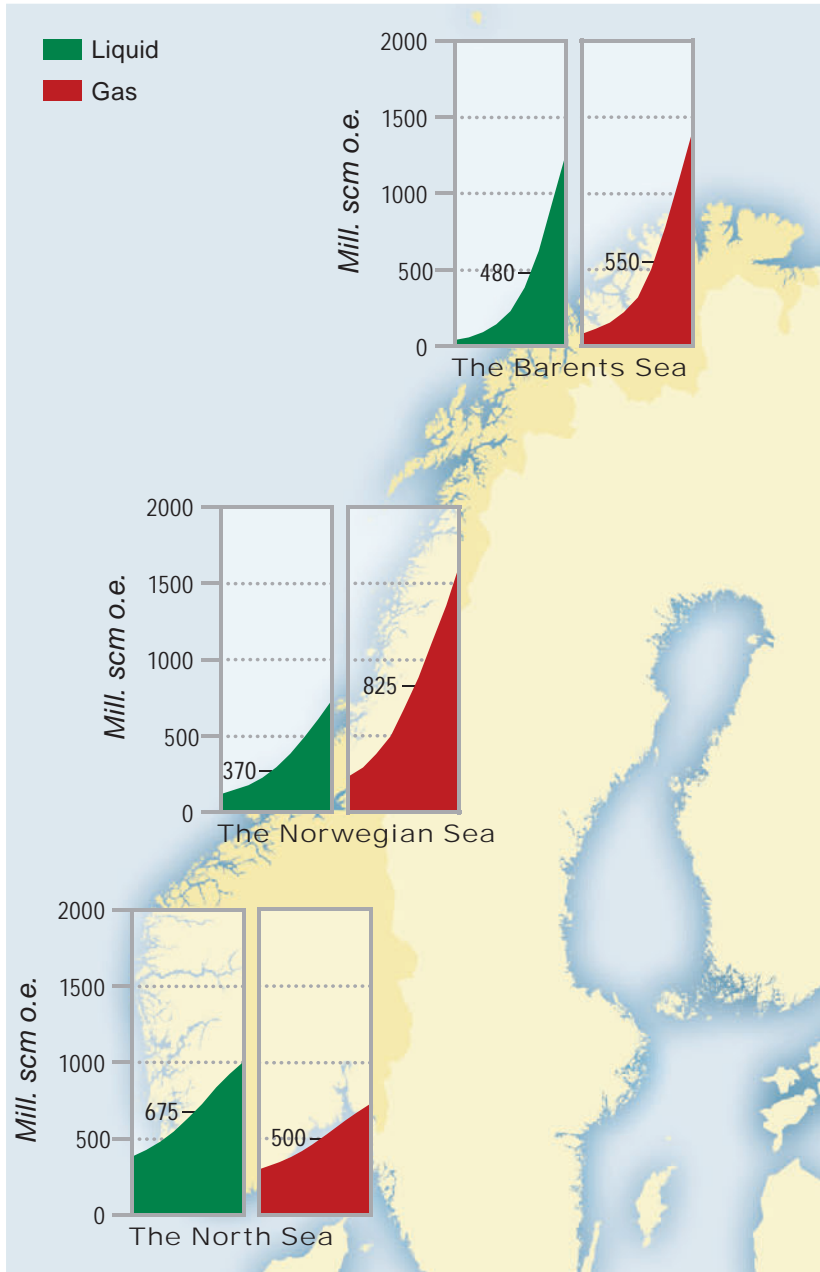 Liquid
Gas
2000
1500
1000
500
0
Mill. scm o.e.
480
550
The Barents Sea
2000
1500
1000
500
0
Mill. scm o.e.
370
825
The Norwegian Sea
2000
1500
1000
500
0
Mill. scm o.e.
675
500
The North Sea